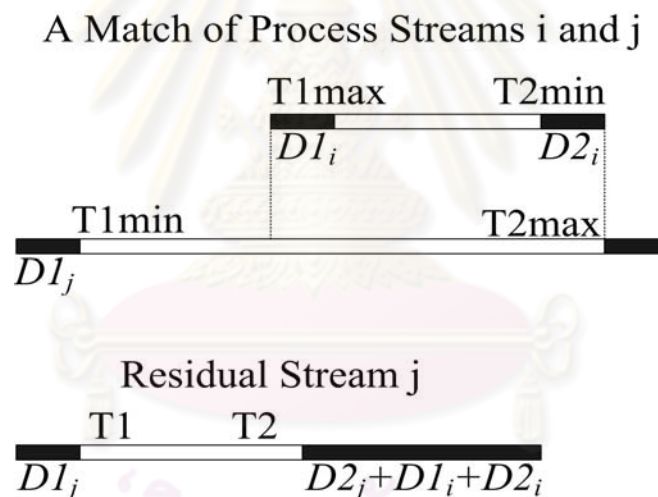 A Match of Process Streams i and j
T1max T2min
D1ᵢ D2ᵢ
T1min T2max
D1ⱼ
Residual Stream j
T1 T2
D1ⱼ D2ⱼ+D1ᵢ+D2ᵢ